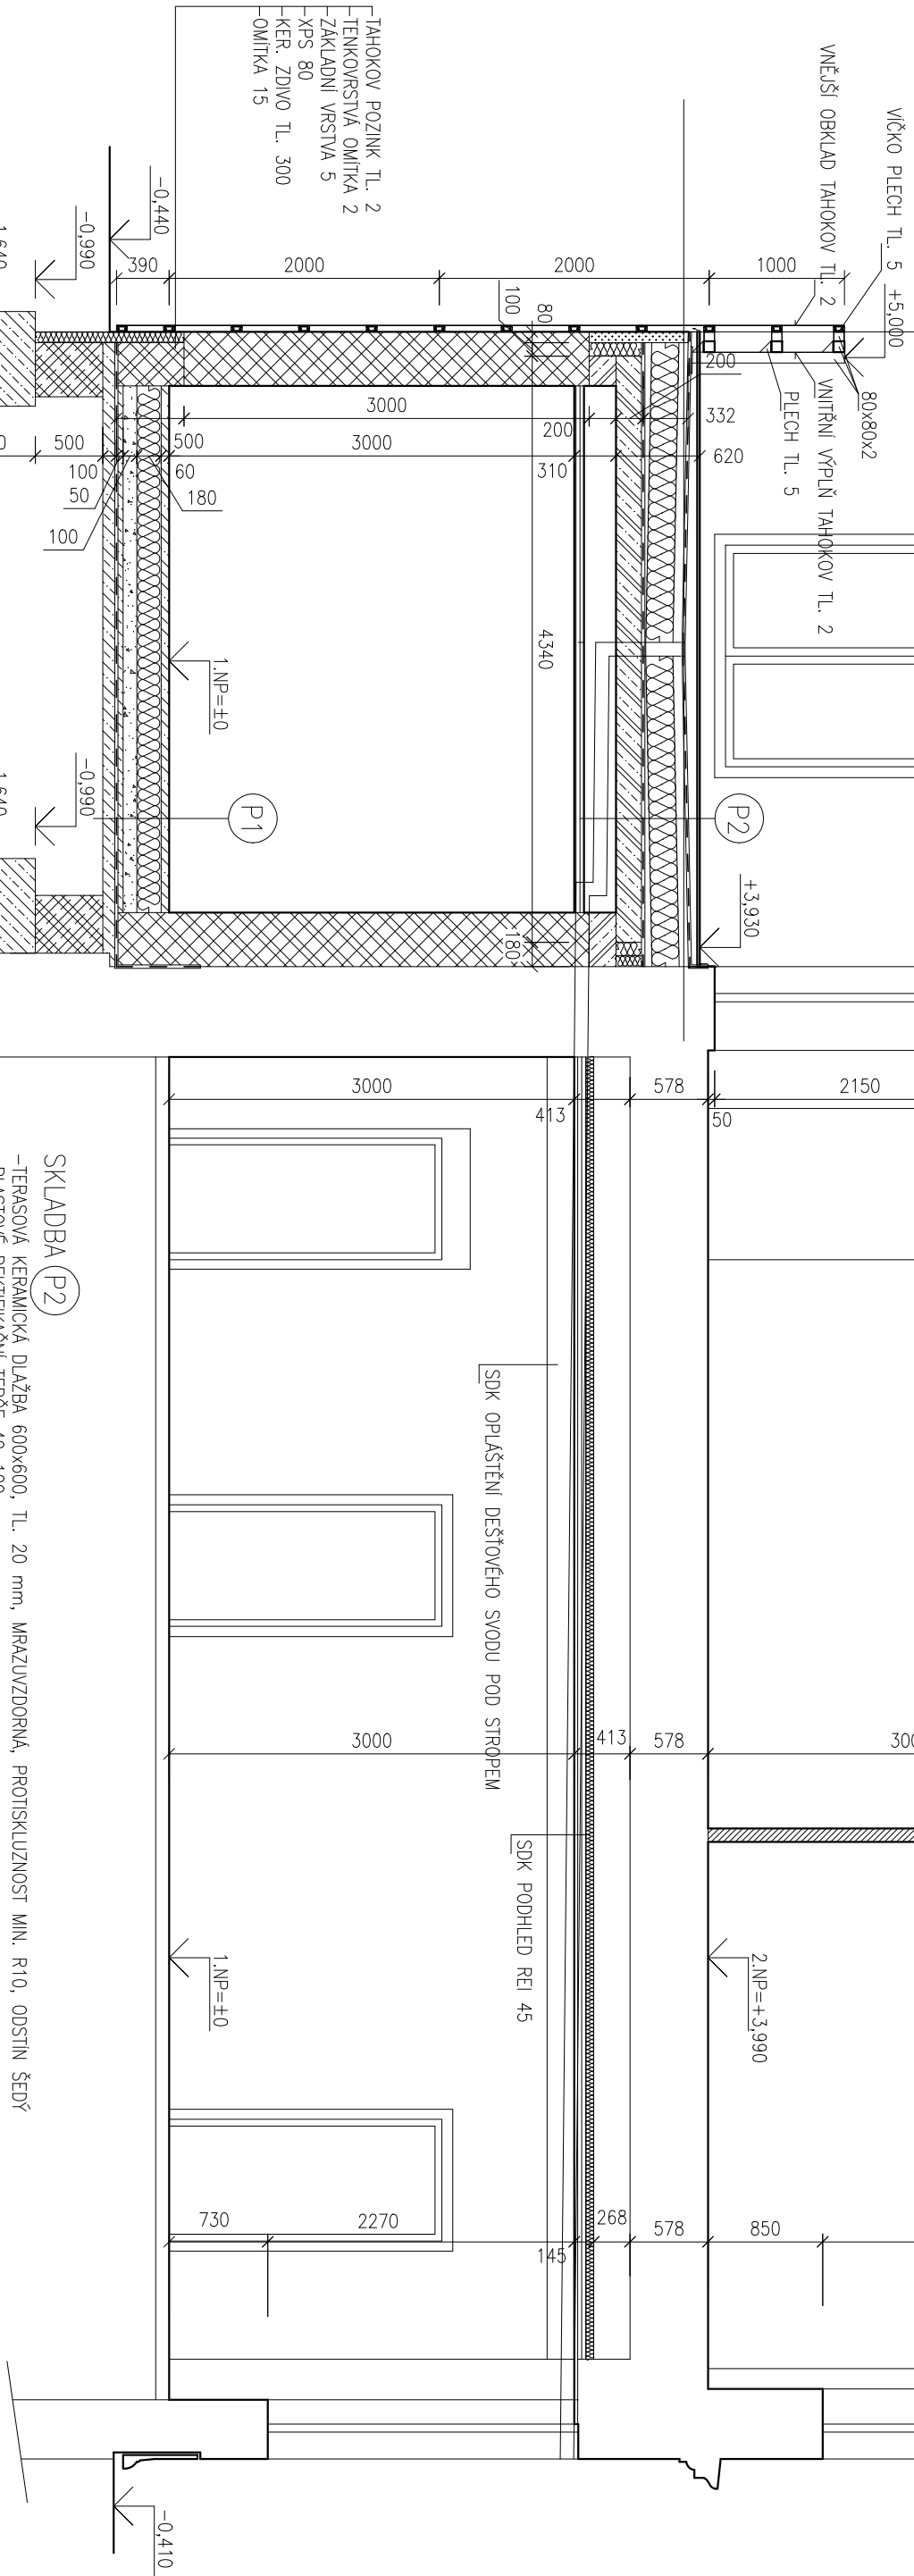 VÍČKO PLECH TL. 5
+5,000
VNĚJŠÍ OBKLAD TAHOKOV TL. 2
80x80x2
VNITŘNÍ VÝPLŇ TAHOKOV TL. 2
PLECH TL. 5
TAHOKOV POZINK TL. 2
TENKOVRSTVÁ OMÍTKA 2
ZÁKLADNÍ VRSTVA 5
XPS 80
KER. ZDIVO TL. 300
OMÍTKA 15
-0,440
-0,990
390
2000
2000
1000
100
80
200
3000
200
332
500
100
500
60
3000
310
620
50
180
100
4340
1.NP=±0
-0,990
P1
P2
+3,930
180
3000
413
578
50
2150
SKLADBA P2
-TERASOVÁ KERAMICKÁ DLAŽBA 600x600, TL. 20 mm, MRAZUVZDORNÁ, PROTISKLUZNOST MIN. R10, ODSTÍN ŠEDÝ
SDK OPLÁŠTĚNÍ DEŠŤOVÉHO SVODU POD STROPEM
SDK PODHLED REI 45
3000
413
578
1.NP=±0
2.NP=+3,990
730
2270
145
268
578
850
-0,410